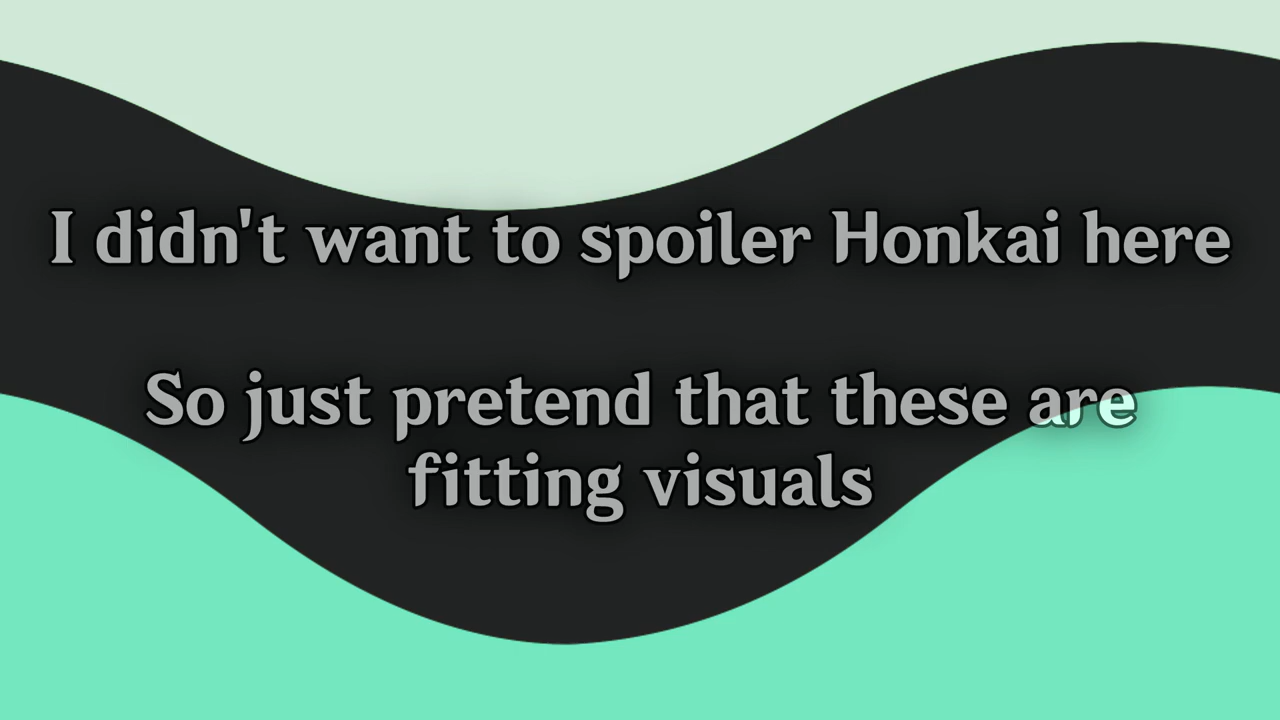 I didn't want to spoiler Honkai here
So just pretend that these are
fitting visuals